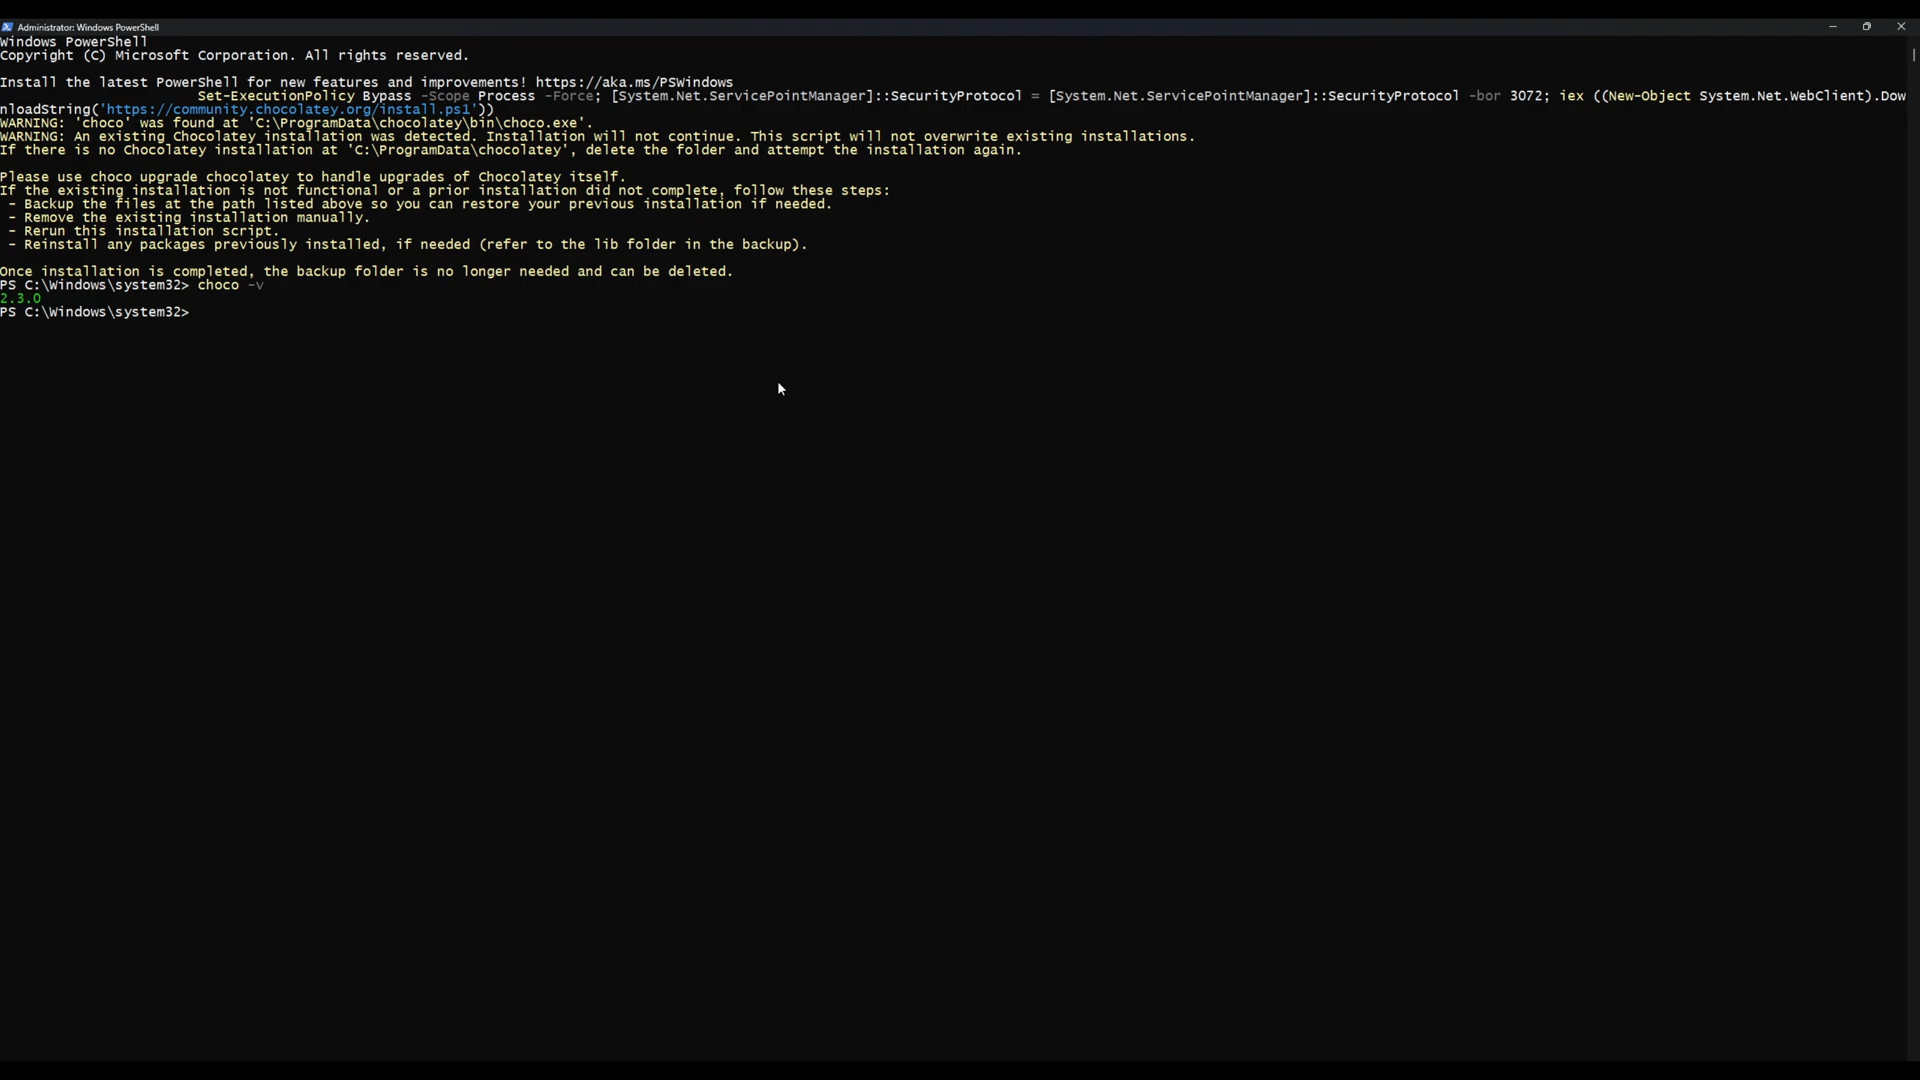 Administrator: Windows PowerShell
Windows PowerShell
Copyright (C) Microsoft Corporation. All rights reserved.
Install the latest PowerShell for new features and improvements! https://aka.ms/PSWindows
Set-ExecutionPolicy Bypass -Scope Process -Force; [System.Net.ServicePointManager]::SecurityProtocol = [System.Net.ServicePointManager]::SecurityProtocol -bor 3072; iex ((New-Object System.Net.WebClient).Dow
nloadString('https://community.chocolatey.org/install.ps1'))
WARNING: 'choco' was found at 'C:\ProgramData\chocolatey\bin\choco.exe'.
WARNING: An existing Chocolatey installation was detected. Installation will not continue. This script will not overwrite existing installations.
If there is no Chocolatey installation at 'C:\ProgramData\chocolatey', delete the folder and attempt the installation again.
Please use choco upgrade chocolatey to handle upgrades of Chocolatey itself.
If the existing installation is not functional or a prior installation did not complete, follow these steps:
- Backup the files at the path listed above so you can restore your previous installation if needed.
- Remove the existing installation manually.
- Rerun this installation script.
- Reinstall any packages previously installed, if needed (refer to the lib folder in the backup).
Once installation is completed, the backup folder is no longer needed and can be deleted.
PS C:\Windows\system32> choco -v
2.3.0
PS C:\Windows\system32>